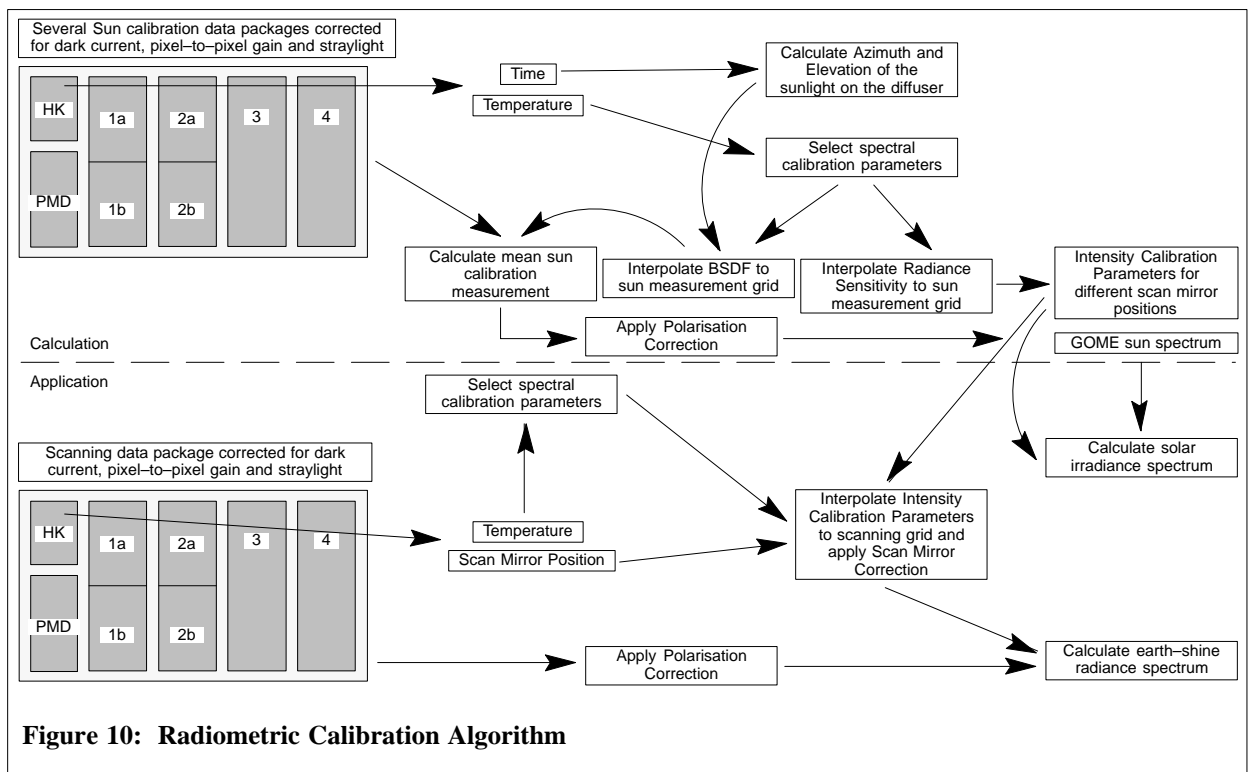 Several Sun calibration data packages corrected
for dark current, pixel–to–pixel gain and straylight
HK
PMD
1a
1b
2a
2b
3
4
Time
Temperature
Calculate Azimuth and
Elevation of the
sunlight on the diffuser
Select spectral
calibration parameters
Calculate mean sun
calibration
measurement
Interpolate BSDF to
sun measurement grid
Interpolate Radiance
Sensitivity to sun
measurement grid
Intensity Calibration
Parameters for
different scan mirror
positions
Apply Polarisation
Correction
GOME sun spectrum
Calculation
Application
Select spectral
calibration parameters
Calculate solar
irradiance spectrum
Scanning data package corrected for dark
current, pixel–to–pixel gain and straylight
HK
PMD
1a
1b
2a
2b
3
4
Temperature
Scan Mirror Position
Interpolate Intensity
Calibration Parameters
to scanning grid and
apply Scan Mirror
Correction
Apply Polarisation
Correction
Calculate earth–shine
radiance spectrum
Figure 10: Radiometric Calibration Algorithm